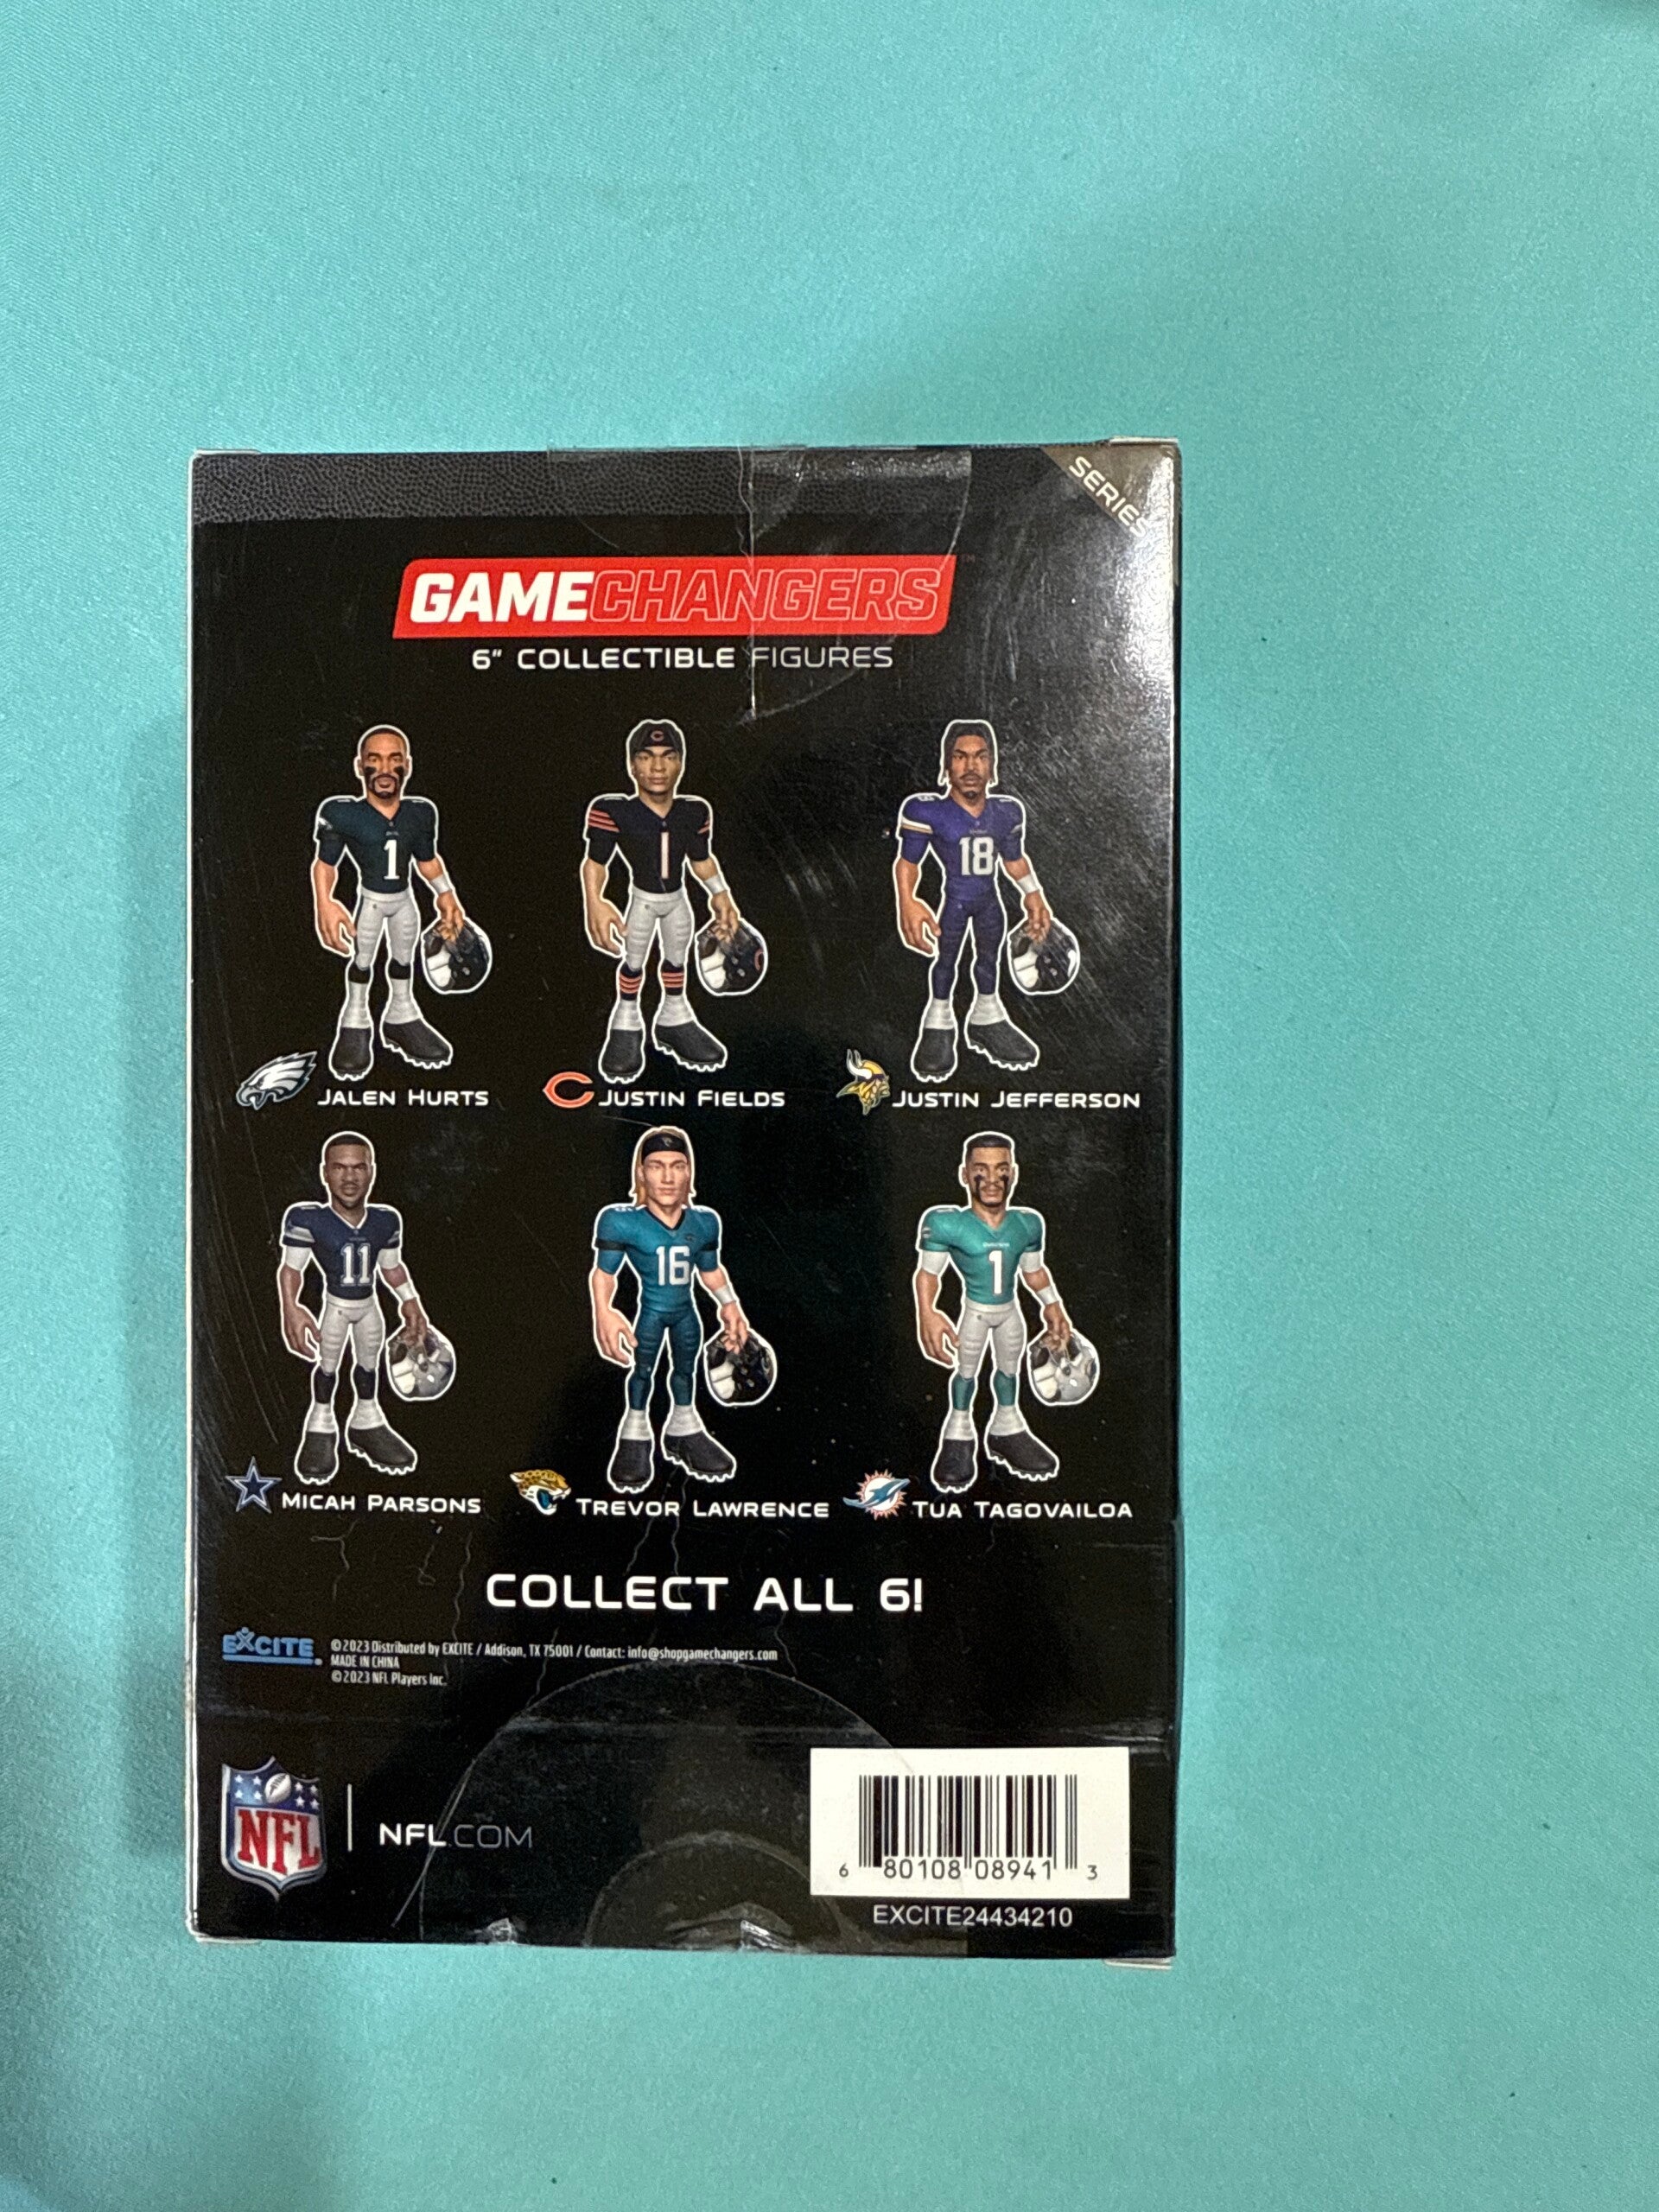 SERIES
GAMECHANGERS™
6" COLLECTIBLE FIGURES
1
1
18
JALEN HURTS
JUSTIN FIELDS
JUSTIN JEFFERSON
11
16
1
MICAH PARSONS
TREVOR LAWRENCE
TUA TAGOVAILOA
COLLECT ALL 6!
EXCITE
©2023 Distributed by EXCITE / Addison, TX 75001 / Contact: info@shopgamechangers.com
MADE IN CHINA
©2023 NFL Players Inc.
NFL
NFL.COM
6 80108 08941 3
EXCITE24434210